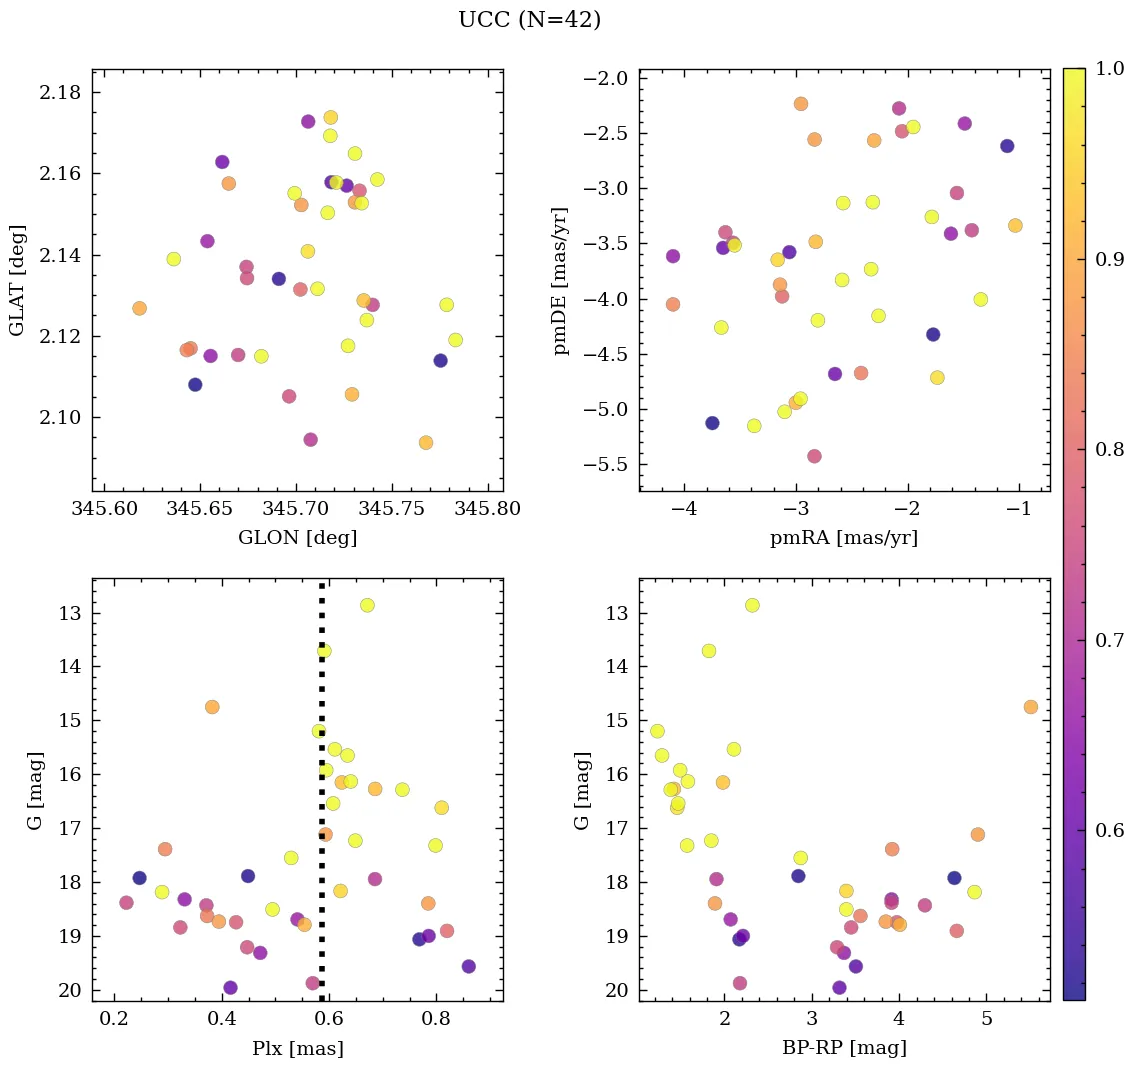 UCC (N=42)
2.18
2.16
2.14
2.12
2.10
GLAT [deg]
345.60 345.65 345.70 345.75 345.80
GLON [deg]
−2.0
−2.5
−3.0
−3.5
−4.0
−4.5
−5.0
−5.5
pmDE [mas/yr]
−4 −3 −2 −1
pmRA [mas/yr]
1.0
0.9
0.8
0.7
0.6
13
14
15
16
17
18
19
20
G [mag]
0.2 0.4 0.6 0.8
Plx [mas]
13
14
15
16
17
18
19
20
G [mag]
2 3 4 5
BP-RP [mag]